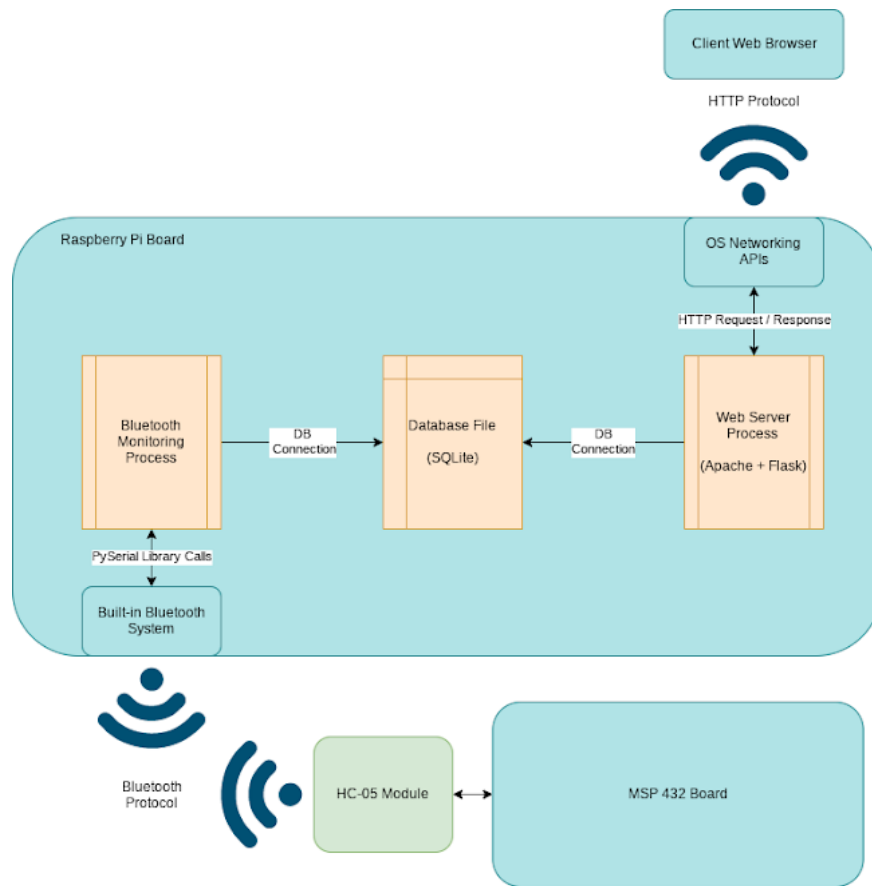 Client Web Browser
HTTP Protocol
Raspberry Pi Board
OS Networking
APIs
HTTP Request / Response
Bluetooth
Monitoring
Process
DB
Connection
Database File
(SQLite)
DB
Connection
Web Server
Process
(Apache + Flask)
PySerial Library Calls
Built-in Bluetooth
System
Bluetooth
Protocol
HC-05 Module
MSP 432 Board